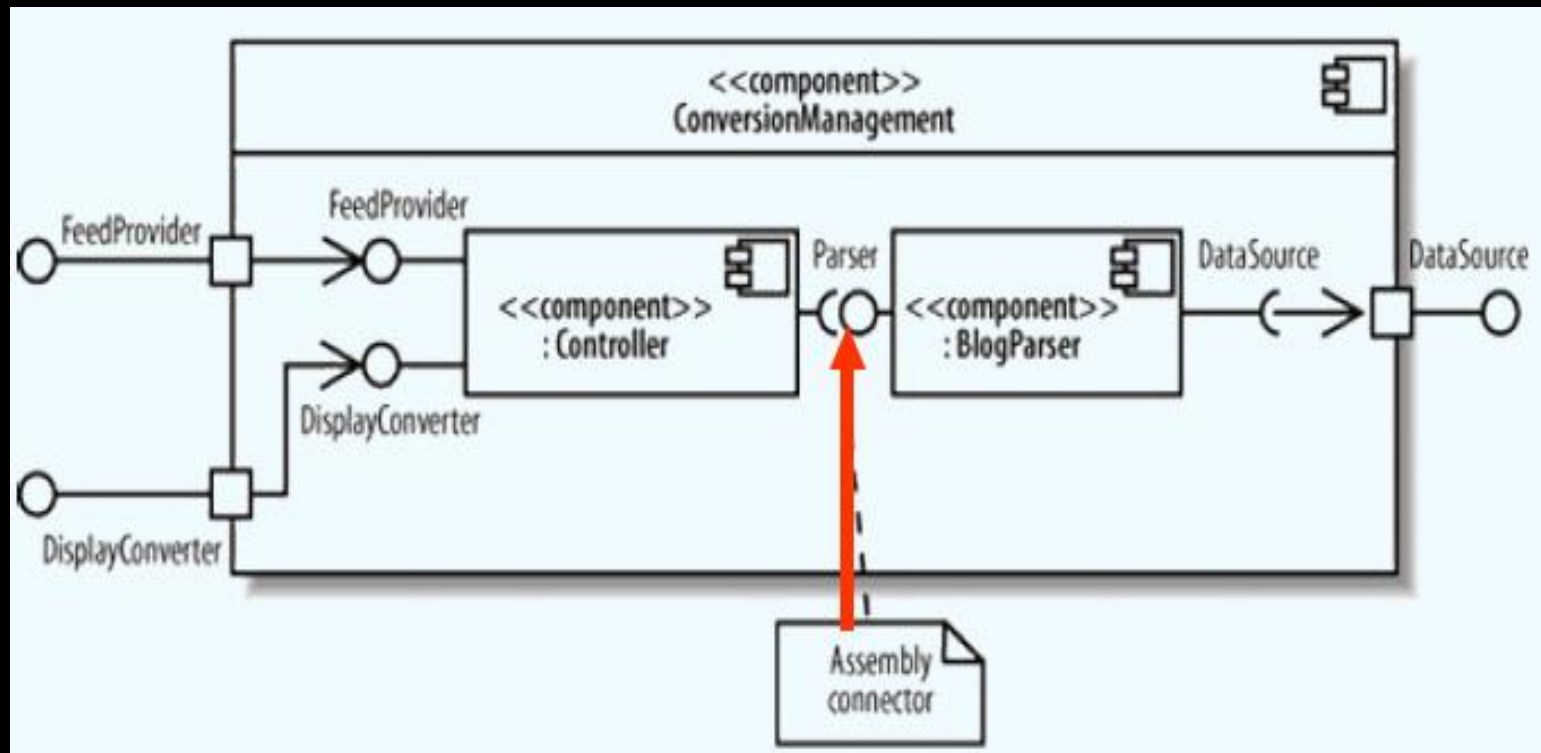 <<component>>
ConversionManagement
FeedProvider
FeedProvider
Parser
DataSource
DataSource
<<component>>
: Controller
<<component>>
: BlogParser
DisplayConverter
DisplayConverter
Assembly
connector